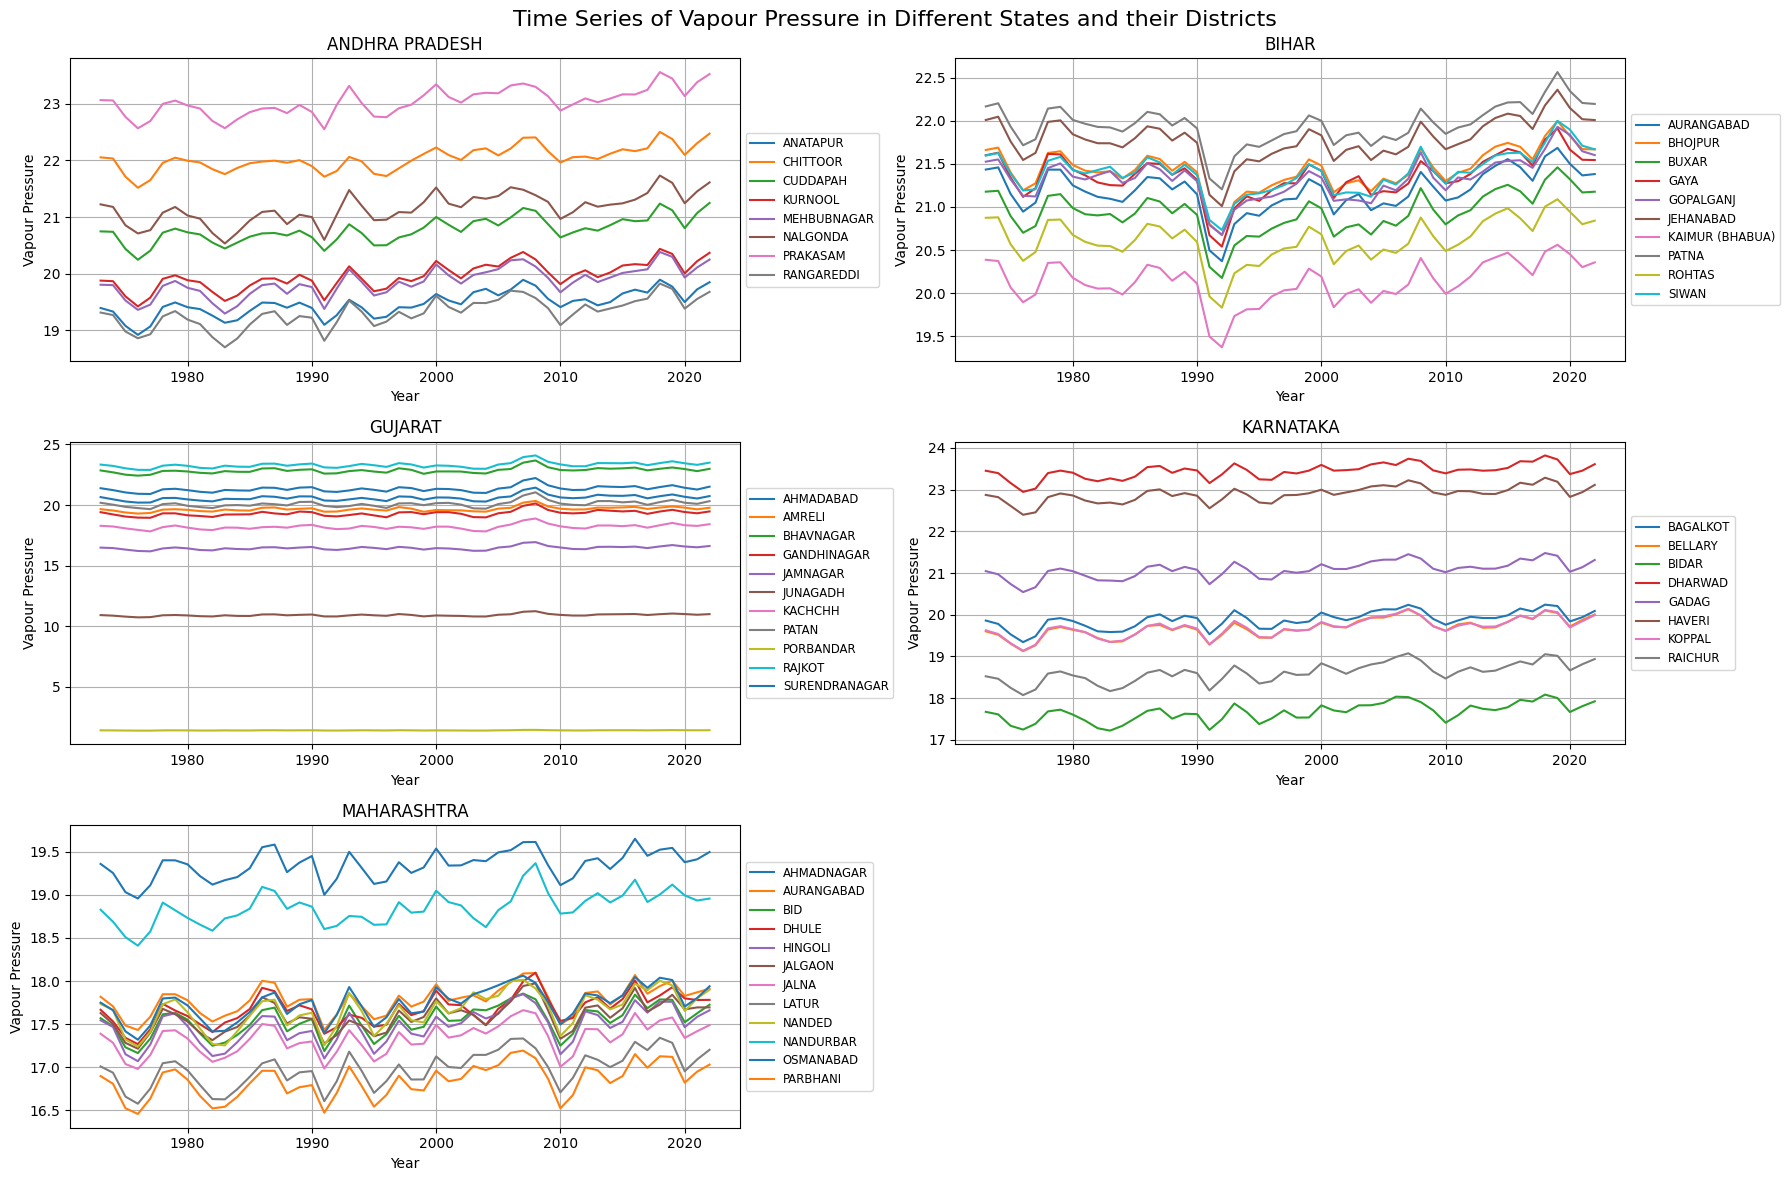 Time Series of Vapour Pressure in Different States and their Districts
ANDHRA PRADESH
Vapour Pressure
23
22
21
20
19
1980
1990
2000
2010
2020
Year
ANATAPUR
CHITTOOR
CUDDAPAH
KURNOOL
MEHBUBNAGAR
NALGONDA
PRAKASAM
RANGAREDDI
BIHAR
Vapour Pressure
22.5
22.0
21.5
21.0
20.5
20.0
19.5
1980
1990
2000
2010
2020
Year
AURANGABAD
BHOJPUR
BUXAR
GAYA
GOPALGANJ
JEHANABAD
KAIMUR (BHABUA)
PATNA
ROHTAS
SIWAN
GUJARAT
Vapour Pressure
25
20
15
10
5
1980
1990
2000
2010
2020
Year
AHMADABAD
AMRELI
BHAVNAGAR
GANDHINAGAR
JAMNAGAR
JUNAGADH
KACHCHH
PATAN
PORBANDAR
RAJKOT
SURENDRANAGAR
KARNATAKA
Vapour Pressure
24
23
22
21
20
19
18
17
1980
1990
2000
2010
2020
Year
BAGALKOT
BELLARY
BIDAR
DHARWAD
GADAG
HAVERI
KOPPAL
RAICHUR
MAHARASHTRA
Vapour Pressure
19.5
19.0
18.5
18.0
17.5
17.0
16.5
1980
1990
2000
2010
2020
Year
AHMADNAGAR
AURANGABAD
BID
DHULE
HINGOLI
JALGAON
JALNA
LATUR
NANDED
NANDURBAR
OSMANABAD
PARBHANI